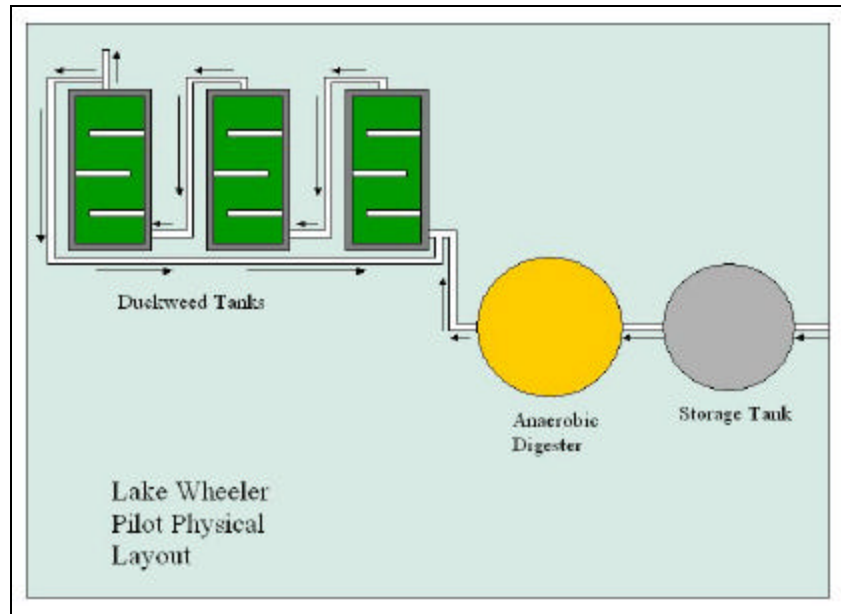 Duckweed Tanks
Anaerobic
Digester
Storage Tank
Lake Wheeler
Pilot Physical
Layout